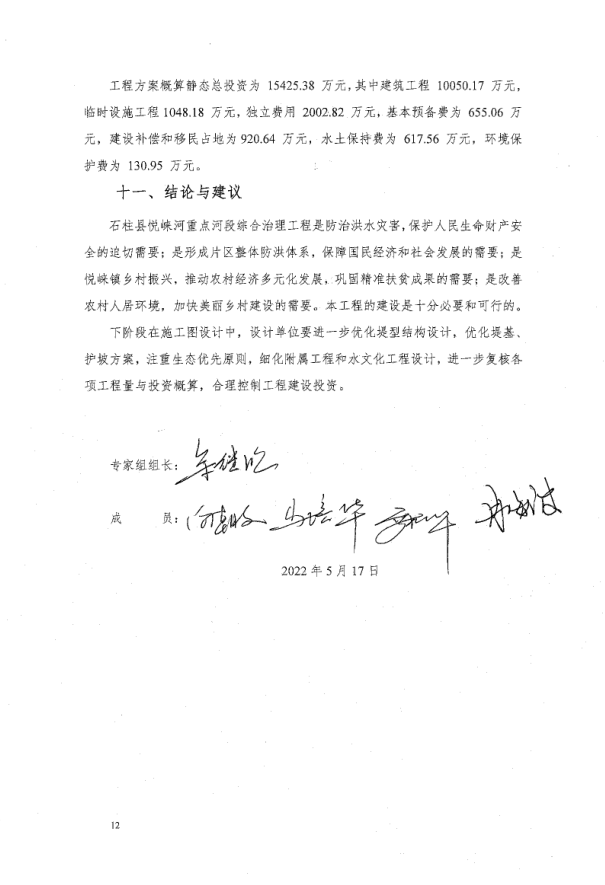 工程方案概算静态总投资为 15425.38 万元,其中建筑工程 10050.17 万元,
临时设施工程 1048.18 万元，独立费用 2002.82 万元，基本预备费为 655.06 万
元，建设补偿和移民占地为 920.64 万元，水土保持费为 617.56 万元，环境保
护费为 130.95 万元。
十一、结论与建议
石柱县悦崃河重点河段综合治理工程是防治洪水灾害,保护人民生命财产安
全的迫切需要；是形成片区整体防洪体系，保障国民经济和社会发展的需要；是
悦崃镇乡村振兴，推动农村经济多元化发展，巩固精准扶贫成果的需要；是改善
农村人居环境，加快美丽乡村建设的需要。本工程的建设是十分必要和可行的。
下阶段在施工图设计中，设计单位要进一步优化堤型结构设计，优化堤基、
护坡方案，注重生态优先原则，细化附属工程和水文化工程设计，进一步复核各
项工程量与投资概算，合理控制工程建设投资。
专家组组长：
成 员：
2022 年 5 月 17 日
12